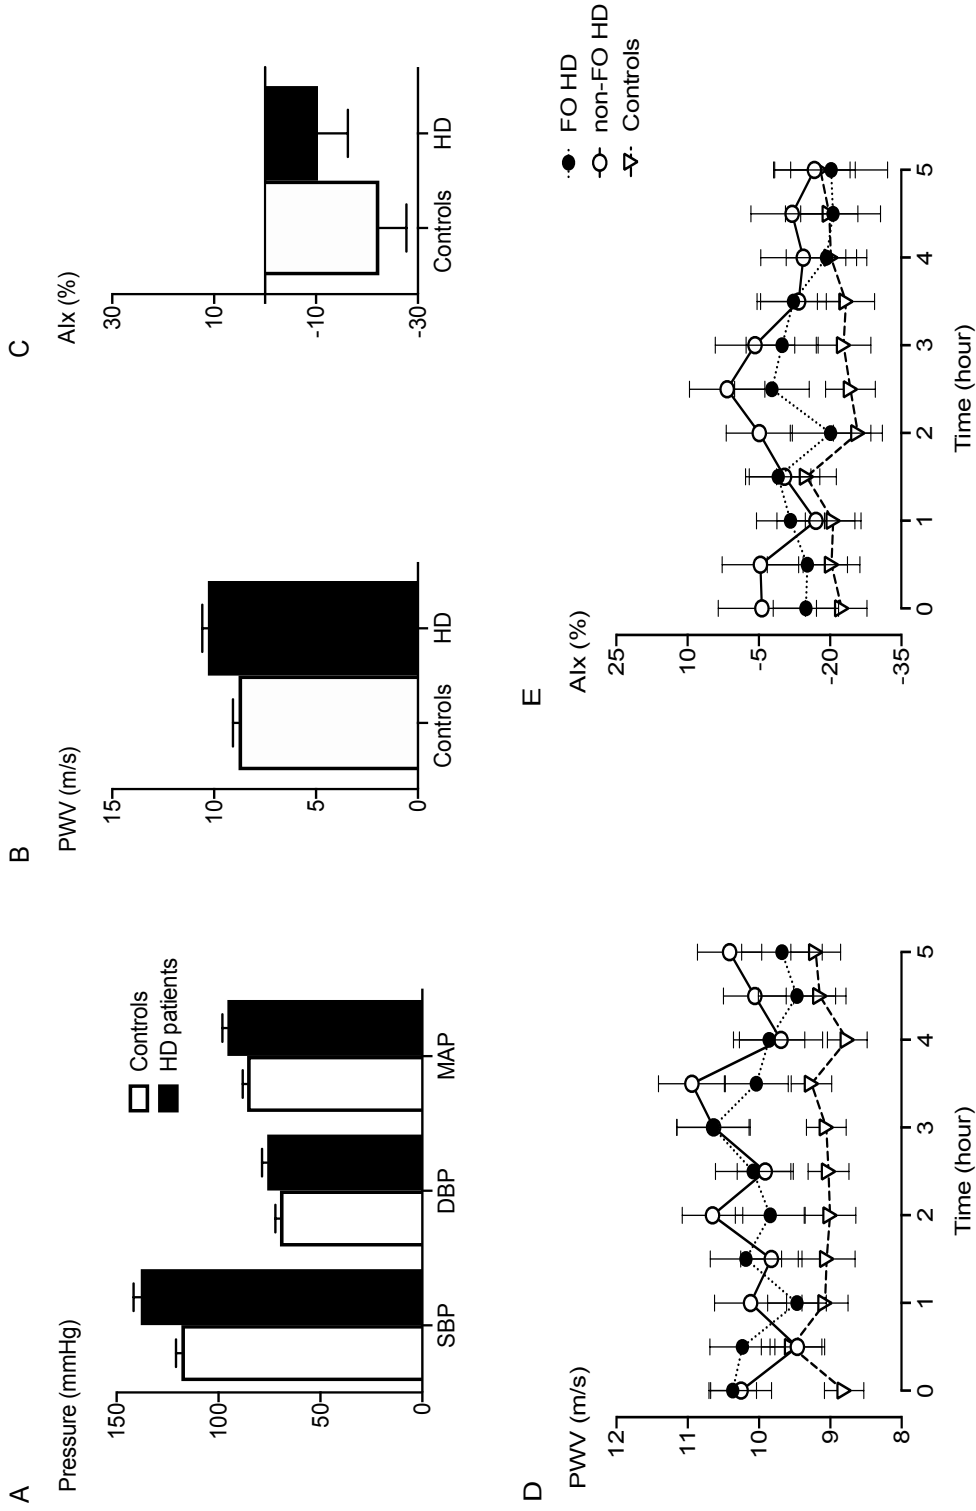 A
Pressure (mmHg)
150
100
50
0
SBP
DBP
MAP
Controls
HD patients
B
PWV (m/s)
15
10
5
0
Controls
HD
C
AIx (%)
30
10
-10
-30
Controls
HD
D
PWV (m/s)
12
11
10
9
8
0
1
2
3
4
5
Time (hour)
E
AIx (%)
25
10
-5
-20
-35
0
1
2
3
4
5
Time (hour)
FO HD
non-FO HD
Controls